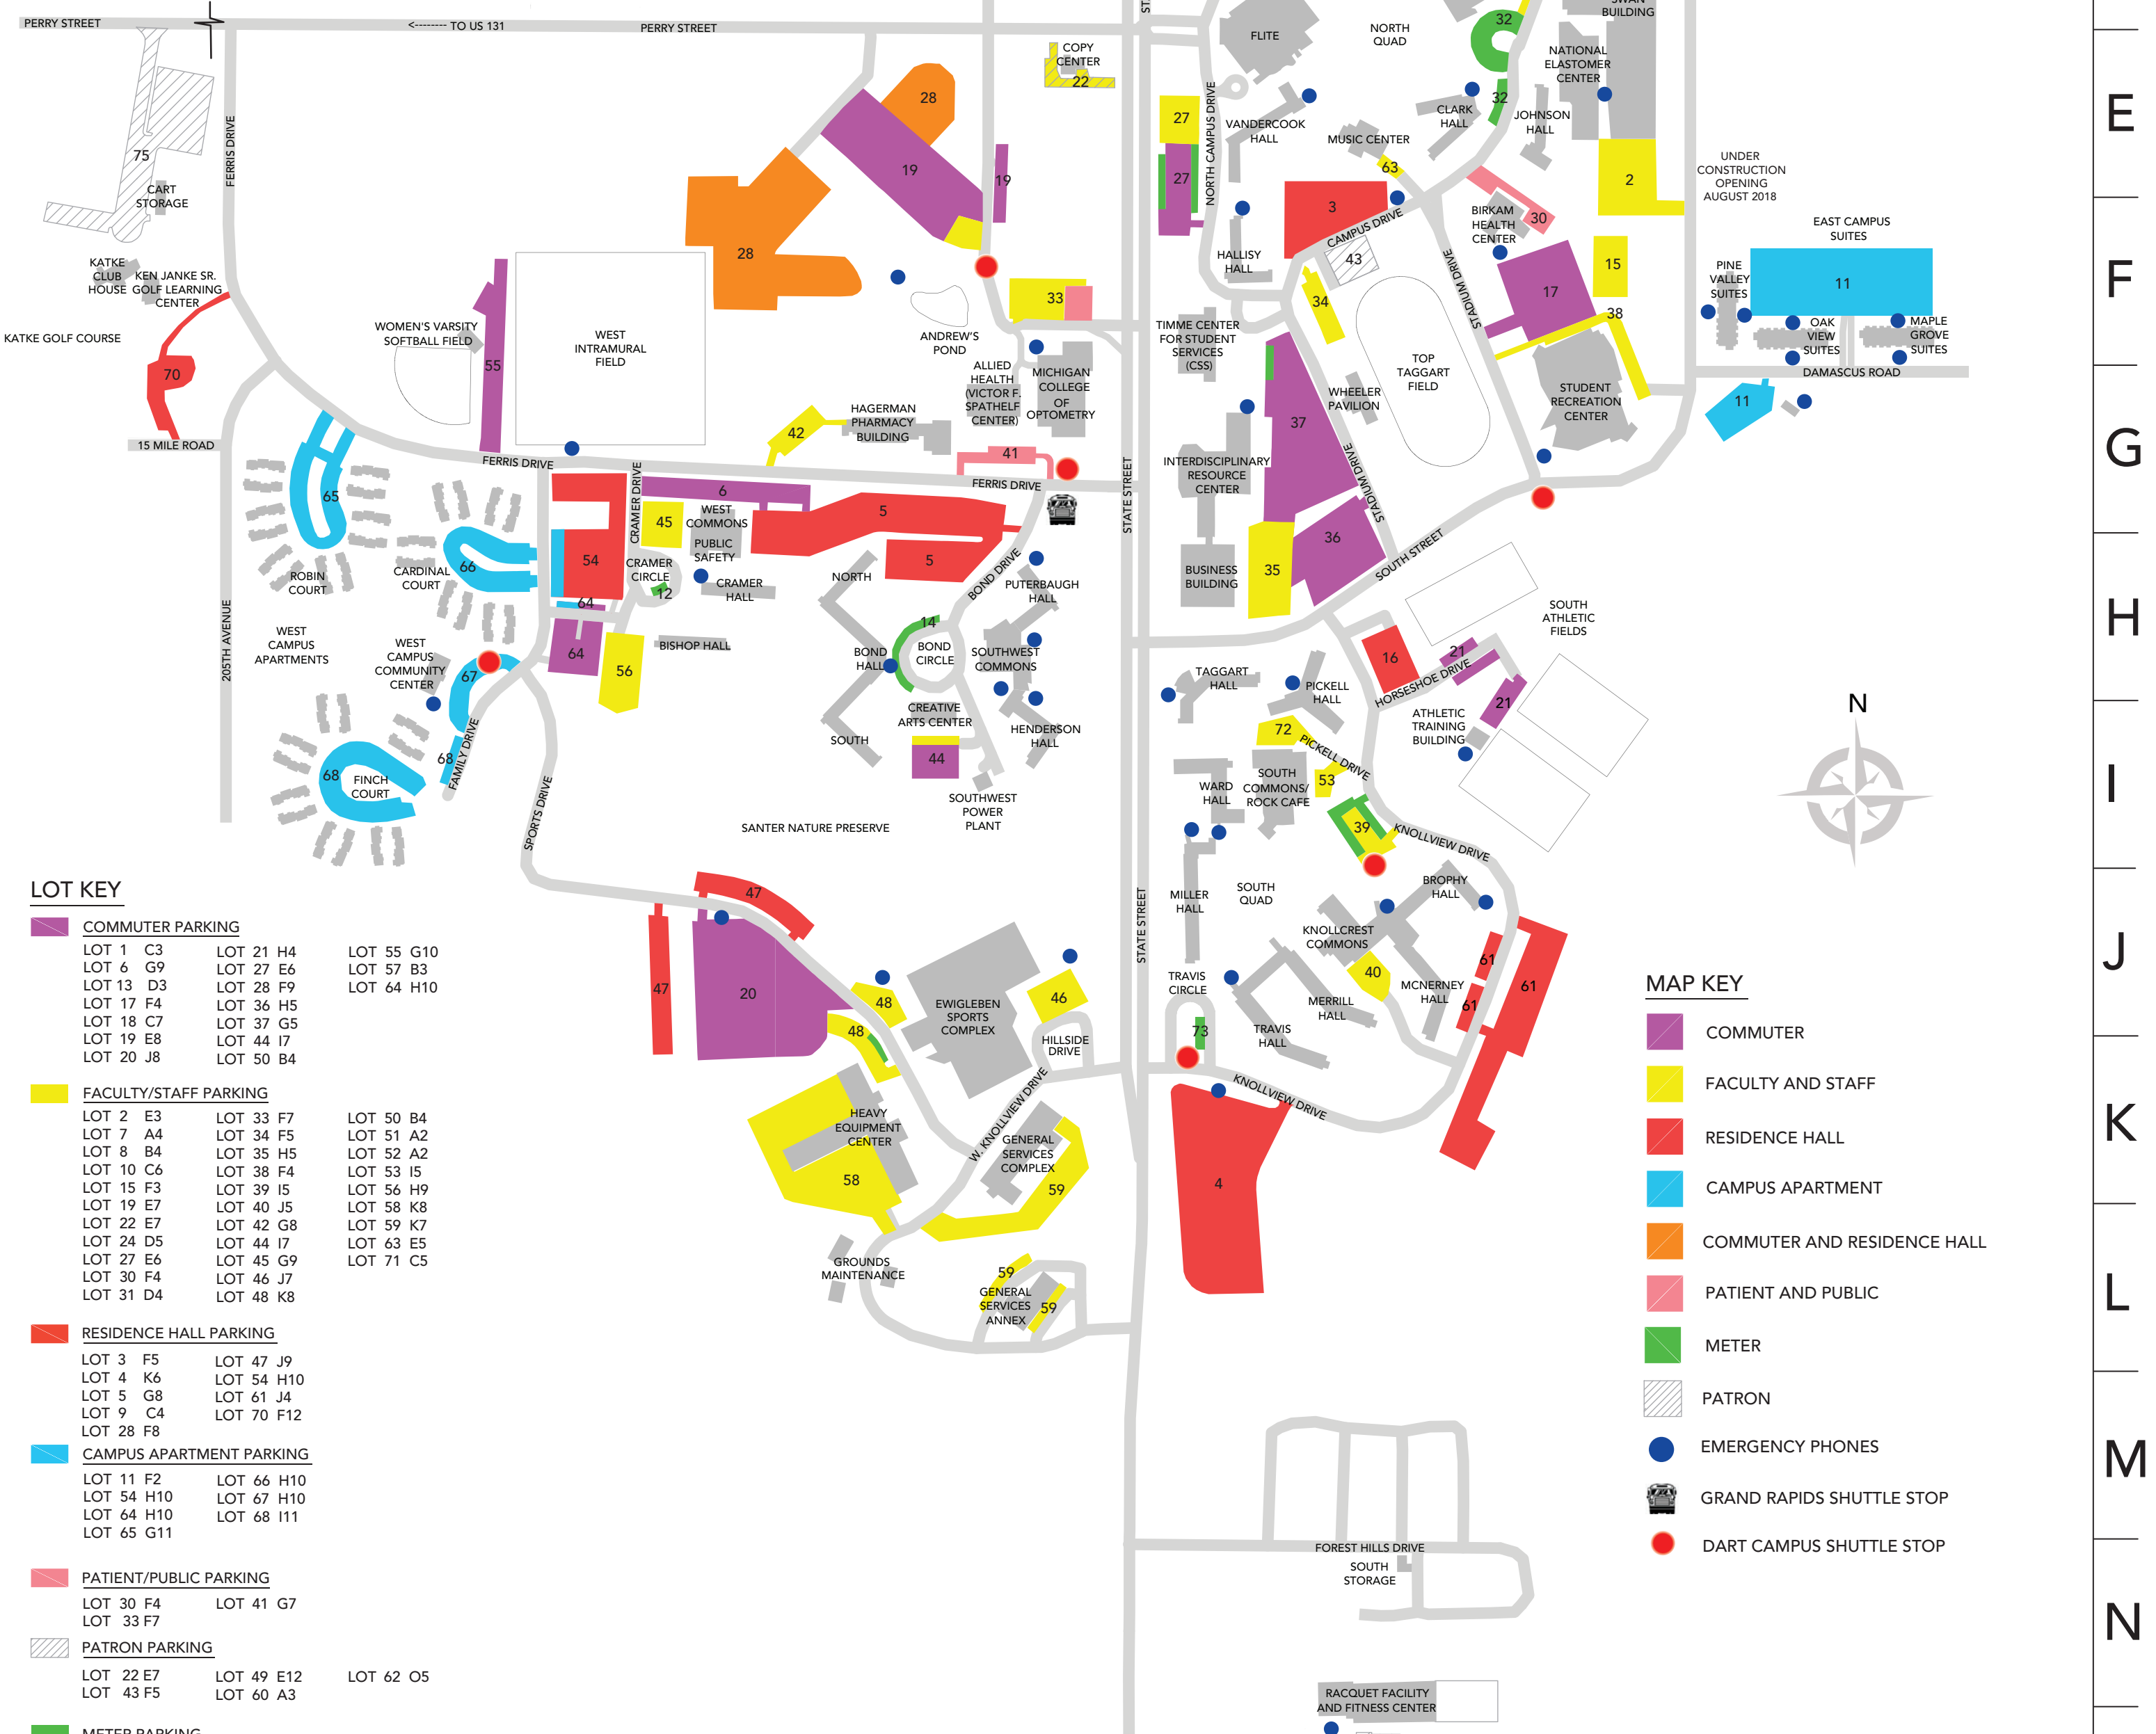 PERRY STREET
<-------- TO US 131
PERRY STREET
COPY
CENTER
22
FLITE
NORTH
QUAD
32
BUILDING
NATIONAL
ELASTOMER
CENTER
E
28
19
19
27
27
NORTH CAMPUS DRIVE
VANDERCOOK
HALL
MUSIC CENTER
CLARK
HALL
32
JOHNSON
HALL
63
2
UNDER
CONSTRUCTION
OPENING
AUGUST 2018
75
CART
STORAGE
FERRIS DRIVE
3
CAMPUS DRIVE
BIRKAM
HEALTH
CENTER
30
EAST CAMPUS
SUITES
F
KATKE
CLUB
HOUSE
KEN JANKE SR.
GOLF LEARNING
CENTER
KATKE GOLF COURSE
28
HALLISY
HALL
43
STADIUM DRIVE
17
15
38
PINE
VALLEY
SUITES
11
OAK
VIEW
SUITES
MAPLE
GROVE
SUITES
DAMASCUS ROAD
WOMEN'S VARSITY
SOFTBALL FIELD
55
WEST
INTRAMURAL
FIELD
33
ANDREW'S
POND
34
TIMME CENTER
FOR STUDENT
SERVICES
(CSS)
TOP
TAGGART
FIELD
WHEELER
PAVILION
STUDENT
RECREATION
CENTER
11
70
15 MILE ROAD
ALLIED
HEALTH
(VICTOR F.
SPATHELF
CENTER)
MICHIGAN
COLLEGE
OF
OPTOMETRY
42
HAGERMAN
PHARMACY
BUILDING
41
37
G
INTERDISCIPLINARY
RESOURCE
CENTER
STADIUM DRIVE
65
FERRIS DRIVE
FERRIS DRIVE
STATE STREET
CRAMER DRIVE
6
45
WEST
COMMONS
PUBLIC
SAFETY
5
5
54
36
35
SOUTH STREET
BUSINESS
BUILDING
ROBIN
COURT
CARDINAL
COURT
66
CRAMER
CIRCLE
12
CRAMER
HALL
NORTH
BOND DRIVE
PUTERBAUGH
HALL
SOUTH
ATHLETIC
FIELDS
H
64
64
56
BISHOP HALL
14
BOND
HALL
BOND
CIRCLE
SOUTHWEST
COMMONS
16
21
HORSESHOE DRIVE
21
205TH AVENUE
WEST
CAMPUS
APARTMENTS
WEST
CAMPUS
COMMUNITY
CENTER
67
TAGGART
HALL
PICKELL
HALL
ATHLETIC
TRAINING
BUILDING
N
CREATIVE
ARTS CENTER
HENDERSON
HALL
SOUTH
44
72
PICKELL DRIVE
53
68
FAMILY DRIVE
68
FINCH
COURT
WARD
HALL
SOUTH
COMMONS/
ROCK CAFE
I
SPORTS DRIVE
SOUTHWEST
POWER
PLANT
SANTER NATURE PRESERVE
39
KNOLLVIEW DRIVE
47
MILLER
HALL
SOUTH
QUAD
BROPHY
HALL
KNOLLCREST
COMMONS
J
STATE STREET
47
20
48
48
EWIGLEBEN
SPORTS
COMPLEX
46
HILLSIDE
DRIVE
TRAVIS
CIRCLE
73
TRAVIS
HALL
MERRILL
HALL
40
MCNERNEY
HALL
61
61
61
HEAVY
EQUIPMENT
CENTER
58
W. KNOLLVIEW DRIVE
GENERAL
SERVICES
COMPLEX
59
KNOLLVIEW DRIVE
4
K
GROUNDS
MAINTENANCE
59
GENERAL
SERVICES
ANNEX
59
L
M
FOREST HILLS DRIVE
SOUTH
STORAGE
N
RACQUET FACILITY
AND FITNESS CENTER
LOT KEY
COMMUTER PARKING
LOT 1 C3
LOT 6 G9
LOT 13 D3
LOT 17 F4
LOT 18 C7
LOT 19 E8
LOT 20 J8
LOT 21 H4
LOT 27 E6
LOT 28 F9
LOT 36 H5
LOT 37 G5
LOT 44 I7
LOT 50 B4
LOT 55 G10
LOT 57 B3
LOT 64 H10
FACULTY/STAFF PARKING
LOT 2 E3
LOT 7 A4
LOT 8 B4
LOT 10 C6
LOT 15 F3
LOT 19 E7
LOT 22 E7
LOT 24 D5
LOT 27 E6
LOT 30 F4
LOT 31 D4
LOT 33 F7
LOT 34 F5
LOT 35 H5
LOT 38 F4
LOT 39 I5
LOT 40 J5
LOT 42 G8
LOT 44 I7
LOT 45 G9
LOT 46 J7
LOT 48 K8
LOT 50 B4
LOT 51 A2
LOT 52 A2
LOT 53 I5
LOT 56 H9
LOT 58 K8
LOT 59 K7
LOT 63 E5
LOT 71 C5
RESIDENCE HALL PARKING
LOT 3 F5
LOT 4 K6
LOT 5 G8
LOT 9 C4
LOT 28 F8
LOT 47 J9
LOT 54 H10
LOT 61 J4
LOT 70 F12
CAMPUS APARTMENT PARKING
LOT 11 F2
LOT 54 H10
LOT 64 H10
LOT 65 G11
LOT 66 H10
LOT 67 H10
LOT 68 I11
PATIENT/PUBLIC PARKING
LOT 30 F4
LOT 33 F7
LOT 41 G7
PATRON PARKING
LOT 22 E7
LOT 43 F5
LOT 49 E12
LOT 60 A3
LOT 62 O5
METER PARKING
MAP KEY
COMMUTER
FACULTY AND STAFF
RESIDENCE HALL
CAMPUS APARTMENT
COMMUTER AND RESIDENCE HALL
PATIENT AND PUBLIC
METER
PATRON
EMERGENCY PHONES
GRAND RAPIDS SHUTTLE STOP
DART CAMPUS SHUTTLE STOP